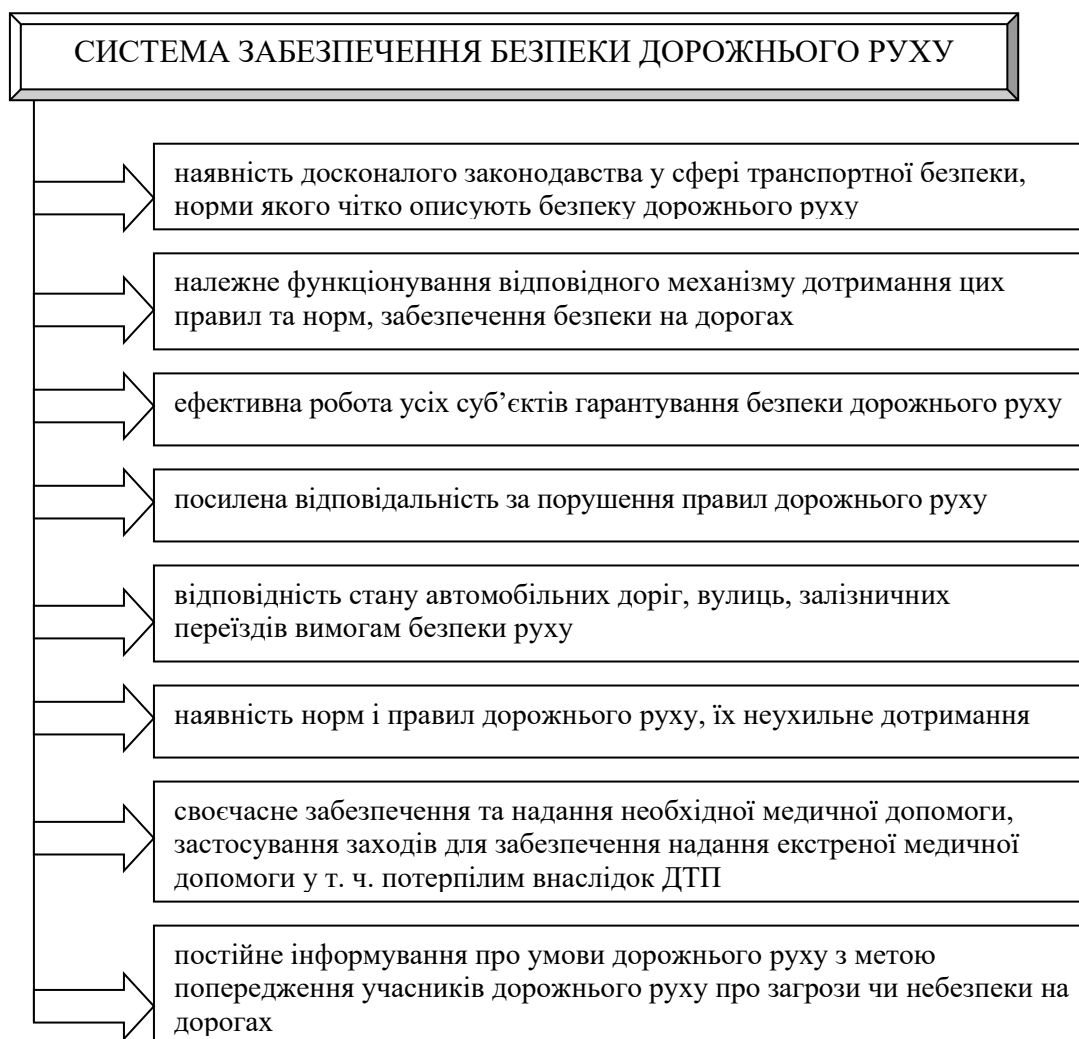 СИСТЕМА ЗАБЕЗПЕЧЕННЯ БЕЗПЕКИ ДОРОЖНЬОГО РУХУ
наявність досконалого законодавства у сфері транспортної безпеки,
норми якого чітко описують безпеку дорожнього руху
належне функціонування відповідного механізму дотримання цих
правил та норм, забезпечення безпеки на дорогах
ефективна робота усіх суб’єктів гарантування безпеки дорожнього руху
посилена відповідальність за порушення правил дорожнього руху
відповідність стану автомобільних доріг, вулиць, залізничних
переїздів вимогам безпеки руху
наявність норм і правил дорожнього руху, їх неухильне дотримання
своєчасне забезпечення та надання необхідної медичної допомоги,
застосування заходів для забезпечення надання екстреної медичної
допомоги у т. ч. потерпілим внаслідок ДТП
постійне інформування про умови дорожнього руху з метою
попередження учасників дорожнього руху про загрози чи небезпеки на
дорогах